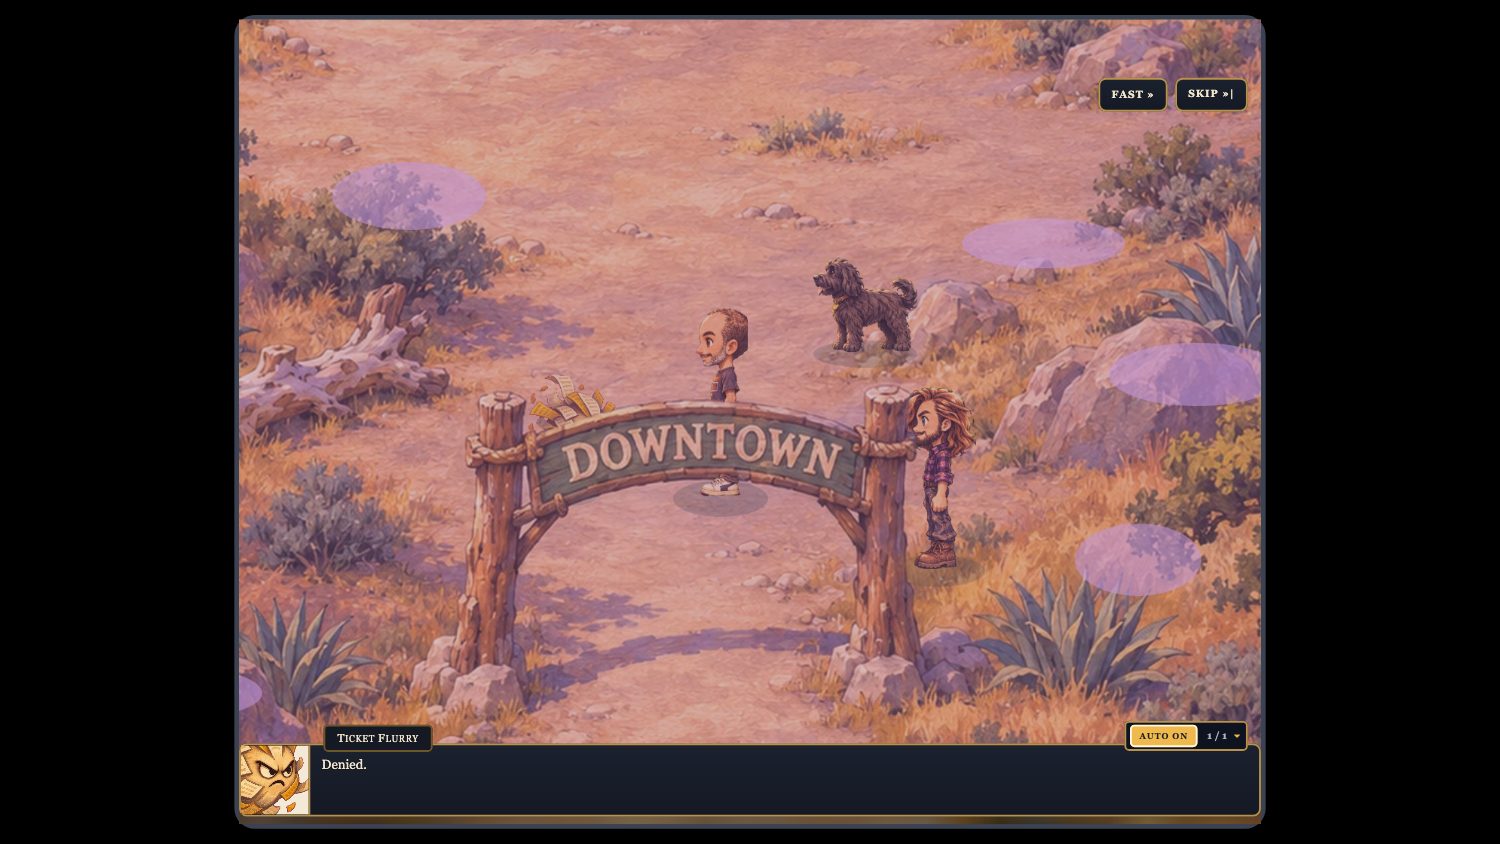 FAST »
SKIP »|
DOWNTOWN
TICKET FLURRY
AUTO ON
1 / 1
Denied.